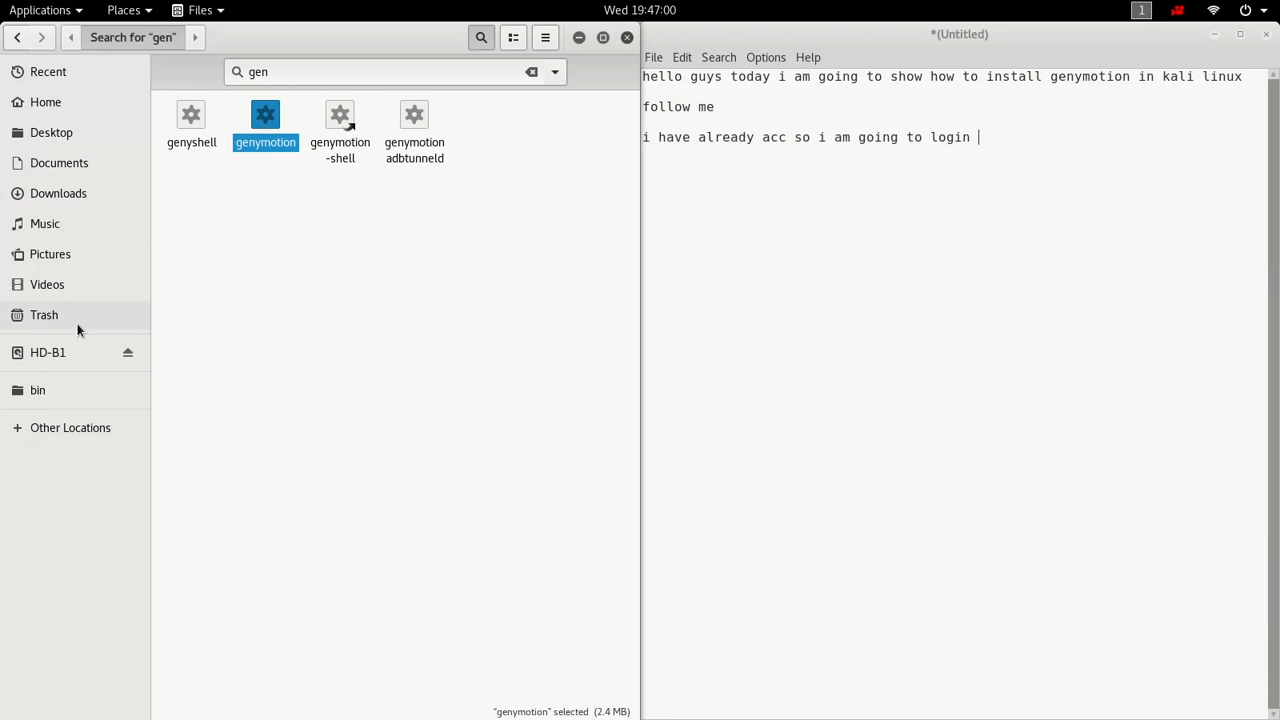 Applications Places Files Wed 19:47:00 1
Search for “gen”
*(Untitled)
File Edit Search Options Help
gen
Recent
Home
Desktop
Documents
Downloads
Music
Pictures
Videos
Trash
HD-B1
bin
Other Locations
genyshell
genymotion
genymotion
-shell
genymotion
adbtunneld
"genymotion" selected (2.4 MB)
hello guys today i am going to show how to install genymotion in kali linux
follow me
i have already acc so i am going to login